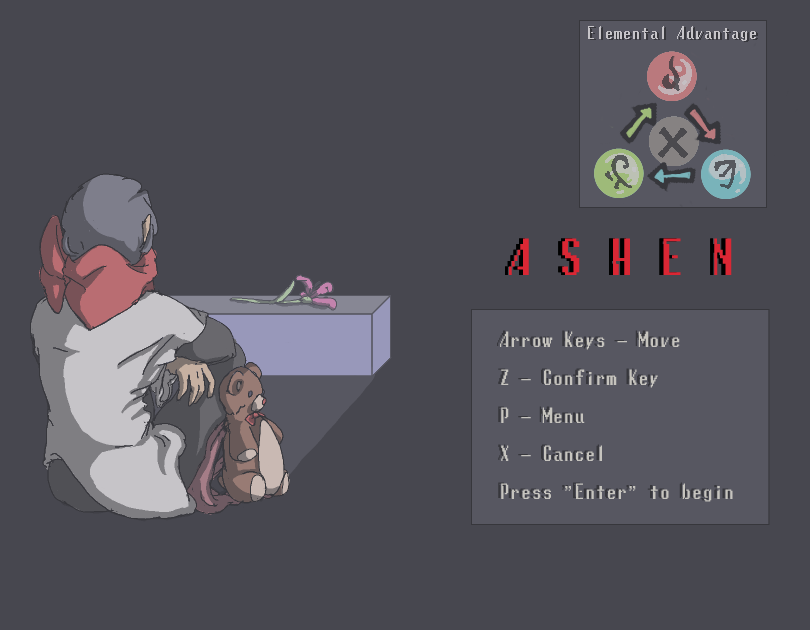 Elemental Advantage
ASHEN
Arrow Keys – Move
Z – Confirm Key
P – Menu
X – Cancel
Press "Enter" to begin